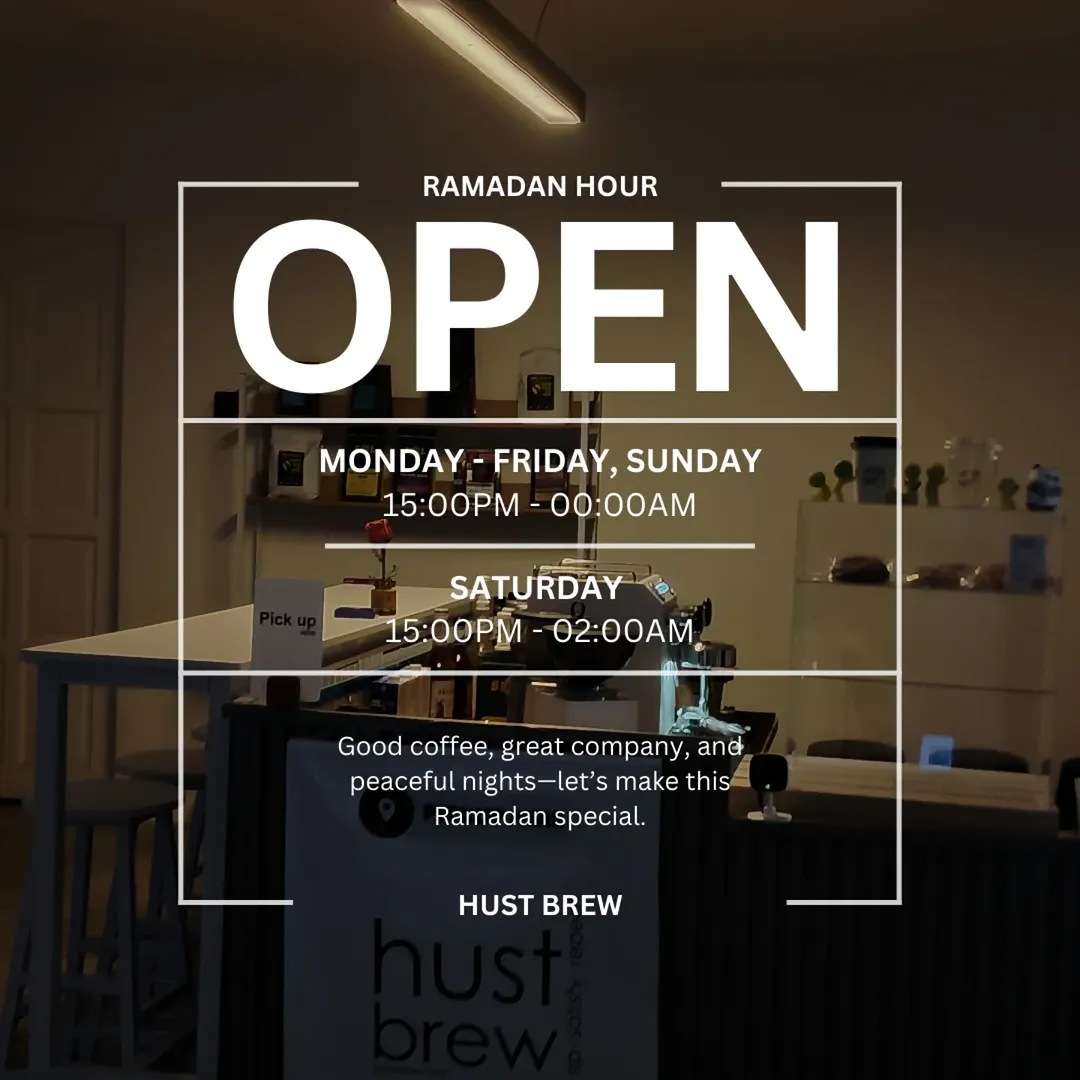 RAMADAN HOUR
OPEN
MONDAY - FRIDAY, SUNDAY
15:00PM - 00:00AM
SATURDAY
15:00PM - 02:00AM
Pick up
Good coffee, great company, and
peaceful nights—let’s make this
Ramadan special.
HUST BREW
hust
brew